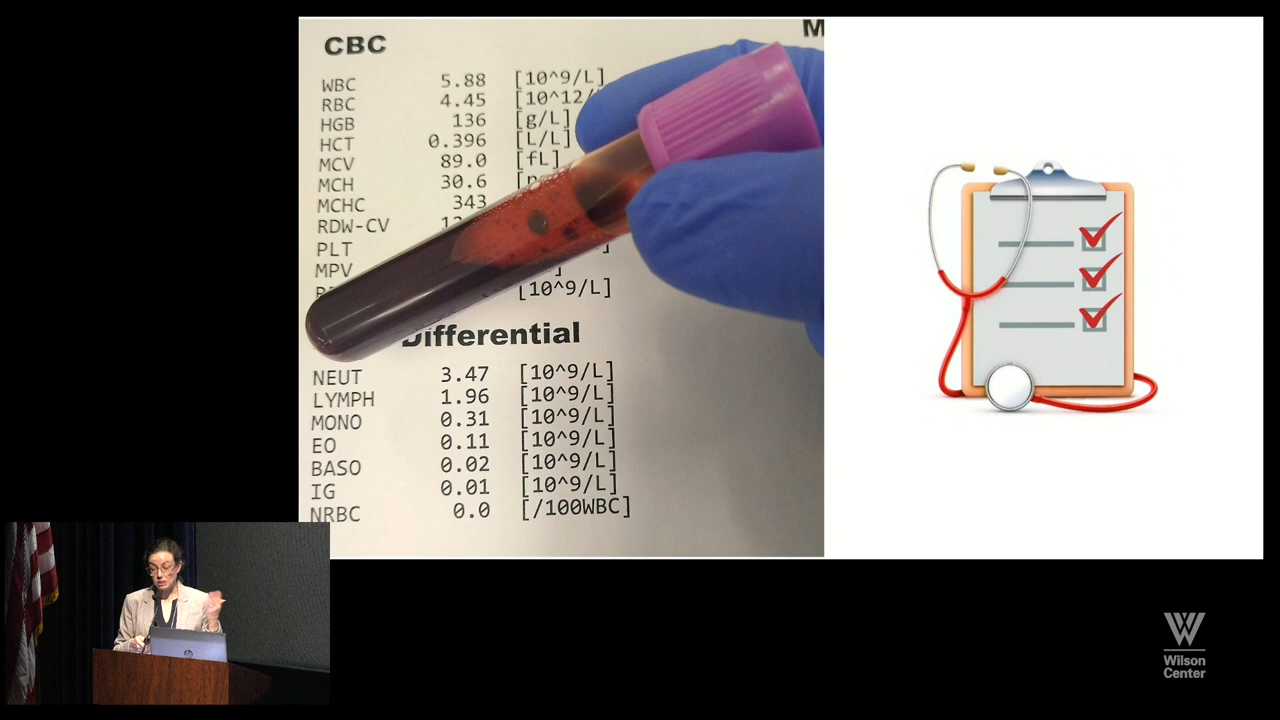 CBC
M
WBC 5.88 [10^9/L]
RBC 4.45 [10^12/
HGB 136 [g/L]
HCT 0.396 [L/L]
MCV 89.0 [fL]
MCH 30.6
MCHC 343
RDW-CV
PLT
MPV
[10^9/L]
Differential
NEUT 3.47 [10^9/L]
LYMPH 1.96 [10^9/L]
MONO 0.31 [10^9/L]
EO 0.11 [10^9/L]
BASO 0.02 [10^9/L]
IG 0.01 [10^9/L]
NRBC 0.0 [/100WBC]
hp
W
Wilson
Center